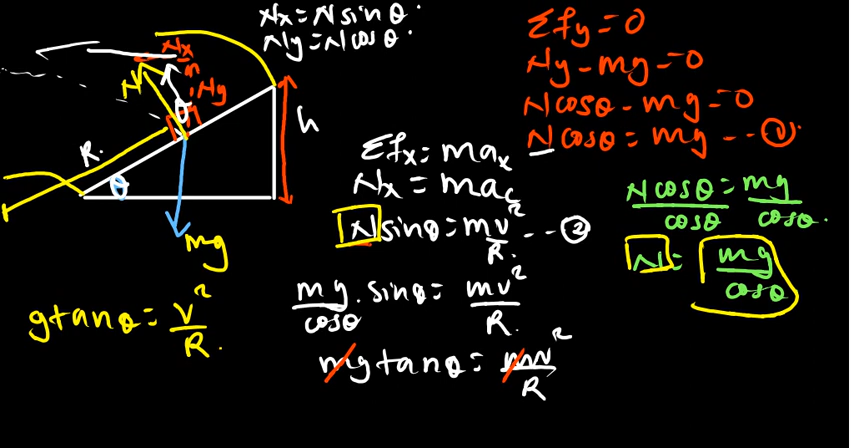 Nx = N sinθ
Ny = N cosθ
Nx
N
θ
Ny
R
θ
h
mg
Σfx = max
Nx = mac
N sinθ = mv²/R -- ②
mg/cosθ . sinθ = mv²/R
mg tanθ = mv²/R
g tanθ = v²/R
Σfy = 0
Ny - mg = 0
N cosθ - mg = 0
N cosθ = mg -- ①
N cosθ/cosθ = mg/cosθ
N = mg/cosθ